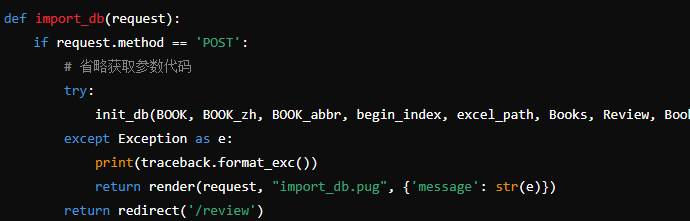 def import_db(request):
    if request.method == 'POST':
        # 省略获取参数代码
        try:
            init_db(BOOK, BOOK_zh, BOOK_abbr, begin_index, excel_path, Books, Review, Boo
        except Exception as e:
            print(traceback.format_exc())
            return render(request, "import_db.pug", {'message': str(e)})
        return redirect('/review')